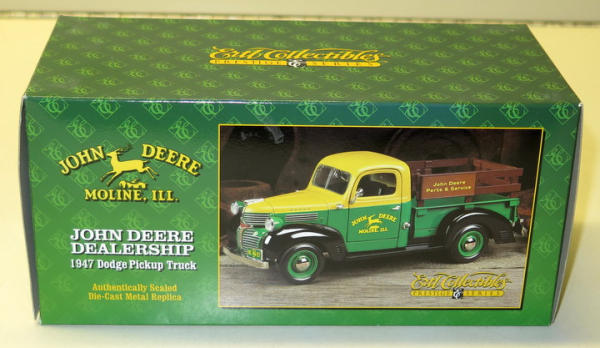 Ertl Collectibles
PRESTIGE SERIES
JOHN DEERE
MOLINE, ILL.
JOHN DEERE
DEALERSHIP
1947 Dodge Pickup Truck
Authentically Scaled
Die-Cast Metal Replica
John Deere
Parts & Service
JOHN DEERE
MOLINE
ILL
Ertl Collectibles
PRESTIGE SERIES